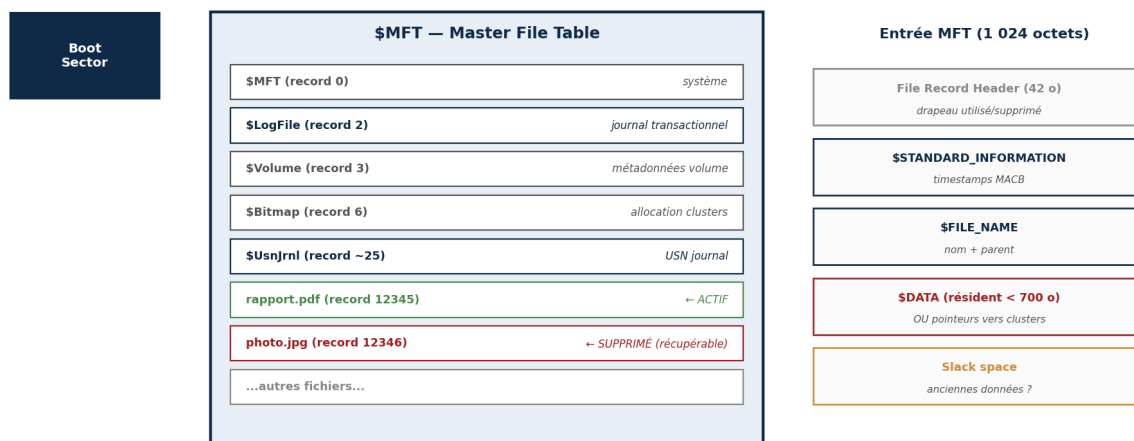 Boot
Sector
$MFT — Master File Table
$MFT (record 0) système
$LogFile (record 2) journal transactionnel
$Volume (record 3) métadonnées volume
$Bitmap (record 6) allocation clusters
$UsnJrnl (record ~25) USN journal
rapport.pdf (record 12345) ← ACTIF
photo.jpg (record 12346) ← SUPPRIMÉ (récupérable)
...autres fichiers...
Entrée MFT (1 024 octets)
File Record Header (42 o)
drapeau utilisé/supprimé
$STANDARD_INFORMATION
timestamps MACB
$FILE_NAME
nom + parent
$DATA (résident < 700 o)
OU pointeurs vers clusters
Slack space
anciennes données ?